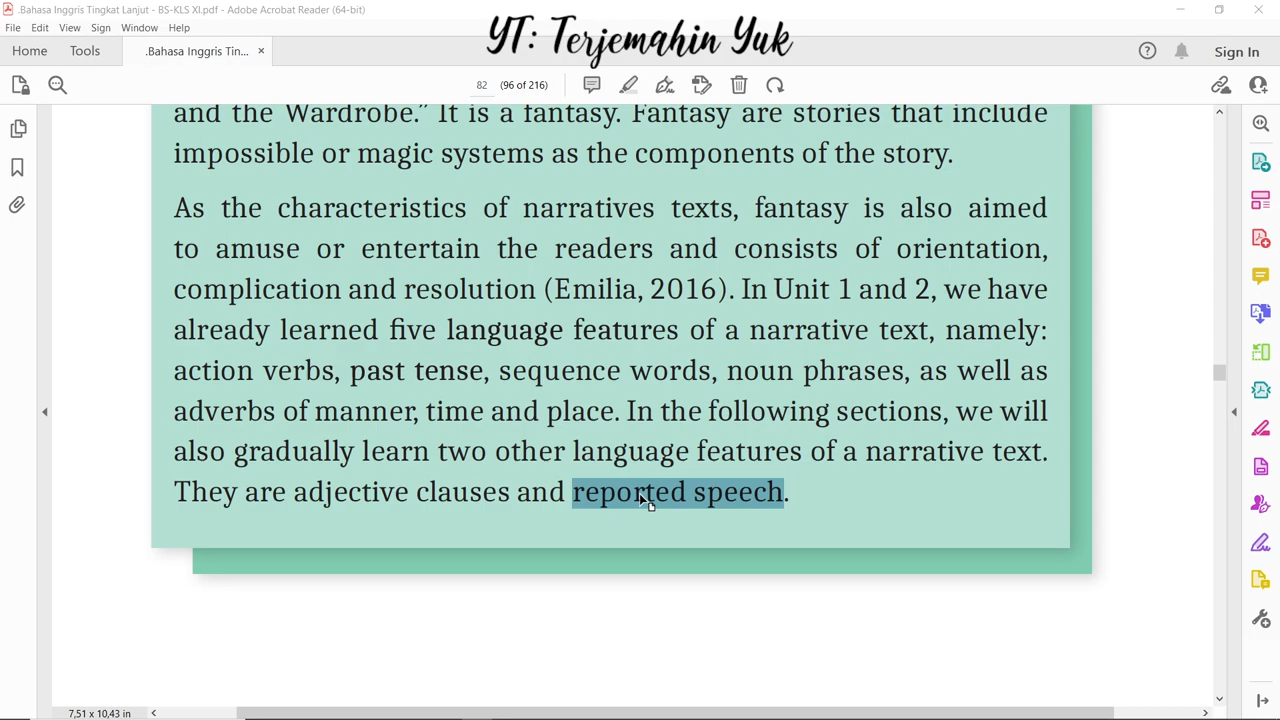 .Bahasa Inggris Tingkat Lanjut - BS-KLS XI.pdf - Adobe Acrobat Reader (64-bit)
YT: Terjemahin Yuk
File Edit View Sign Window Help
Home Tools .Bahasa Inggris Tin... × Sign In
82 (96 of 216)
and the Wardrobe.” It is a fantasy. Fantasy are stories that include
impossible or magic systems as the components of the story.
As the characteristics of narratives texts, fantasy is also aimed
to amuse or entertain the readers and consists of orientation,
complication and resolution (Emilia, 2016). In Unit 1 and 2, we have
already learned five language features of a narrative text, namely:
action verbs, past tense, sequence words, noun phrases, as well as
adverbs of manner, time and place. In the following sections, we will
also gradually learn two other language features of a narrative text.
They are adjective clauses and reported speech.
7,51 x 10,43 in